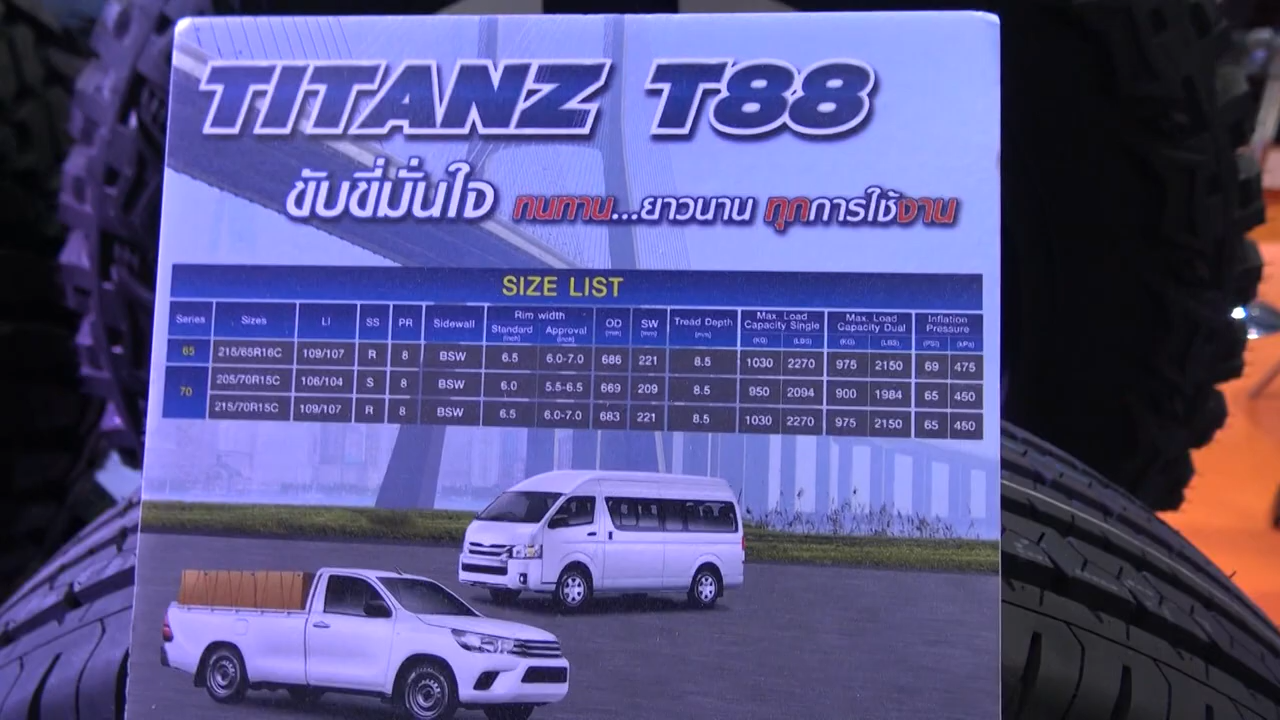 TITANZ T88
ขับขี่มั่นใจ ทนทาน...ยาวนาน ทุกการใช้งาน
SIZE LIST
Series Sizes LI SS PR Sidewall Rim width Standard (inch) Approval (inch) OD (mm) SW (mm) Tread Depth (mm) Max. Load Capacity Single (KG) (LBS) Max. Load Capacity Dual (KG) (LBS) Inflation Pressure (PSI) (kPa)
65 215/65R16C 109/107 R 8 BSW 6.5 6.0-7.0 686 221 8.5 1030 2270 975 2150 69 475
70 205/70R15C 106/104 S 8 BSW 6.0 5.5-6.5 669 209 8.5 950 2094 900 1984 65 450
215/70R15C 109/107 R 8 BSW 6.5 6.0-7.0 683 221 8.5 1030 2270 975 2150 65 450